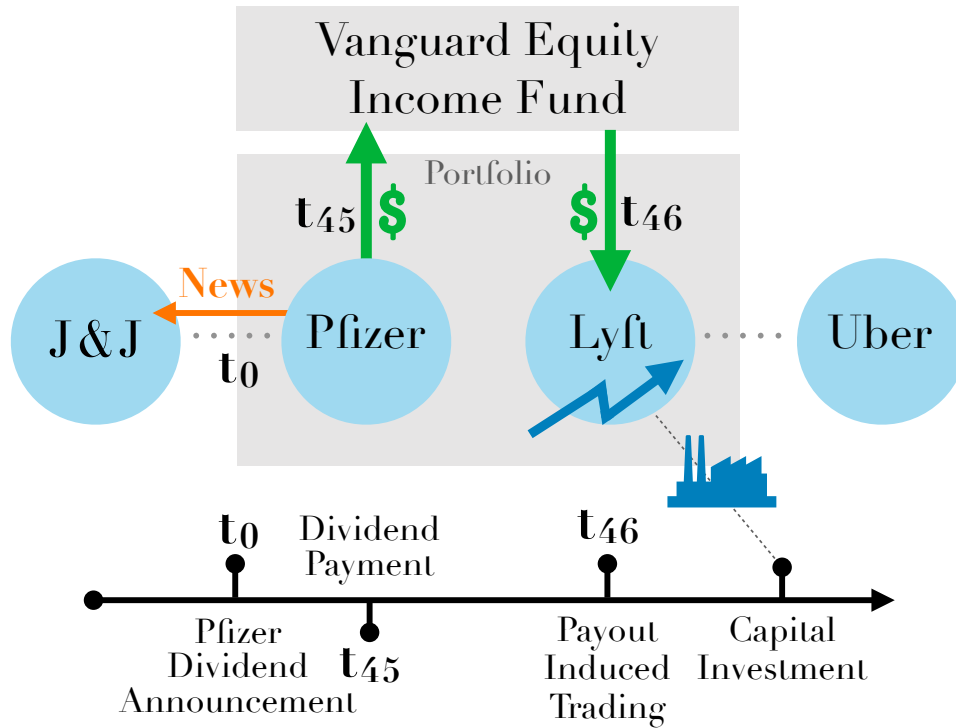 Vanguard Equity
Income Fund
Portfolio
t45 $
$ t46
News
J&J
Pfizer
Lyft
Uber
t0
t0
Dividend
Payment
t46
Pfizer
Dividend
Announcement
t45
Payout
Induced
Trading
Capital
Investment